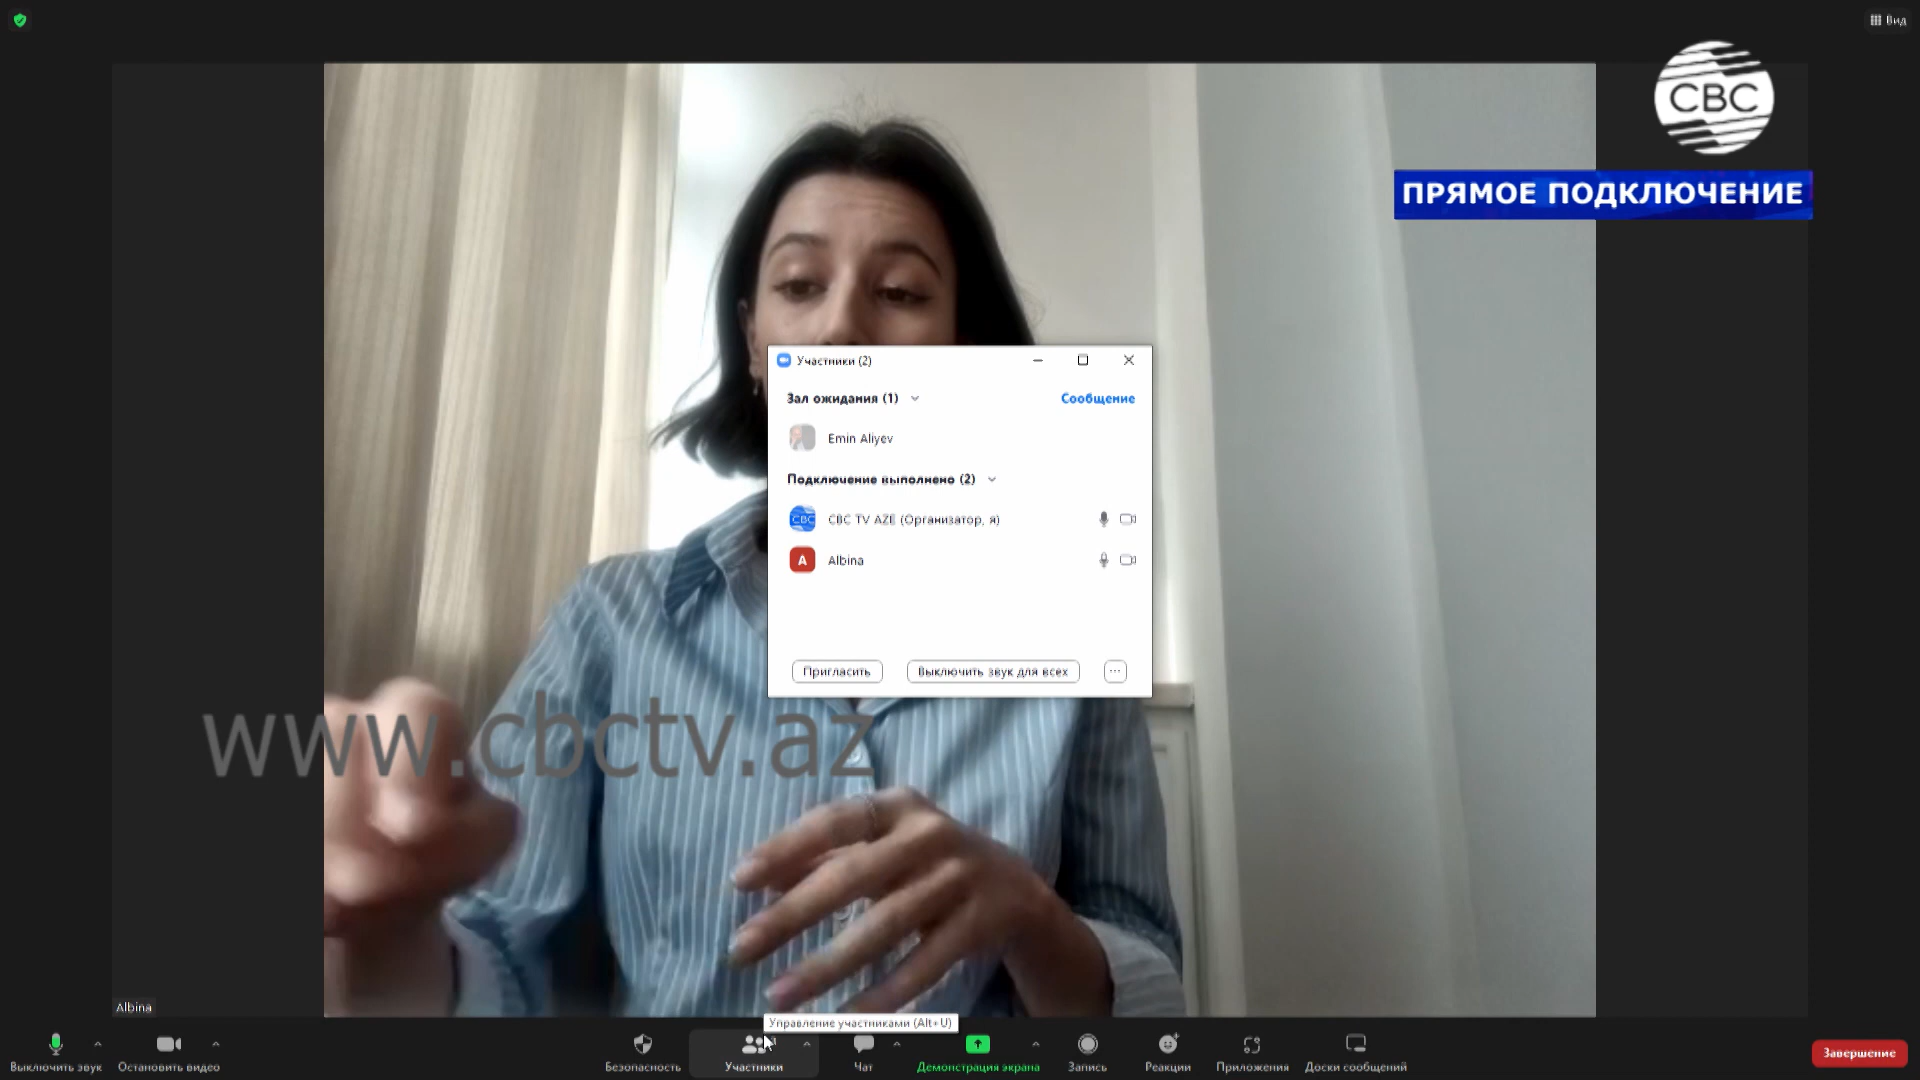 Вид
CBC
ПРЯМОЕ ПОДКЛЮЧЕНИЕ
Участники (2)
Зал ожидания (1)
Сообщение
Emin Aliyev
Подключение выполнено (2)
CBC
CBC TV AZE (Организатор, я)
A
Albina
Пригласить
Выключить звук для всех
www.cbctv.az
Albina
Управление участниками (Alt+U)
Выключить звук
Остановить видео
Безопасность
Участники
Чат
Демонстрация экрана
Запись
Реакции
Приложения
Доски сообщений
Завершение